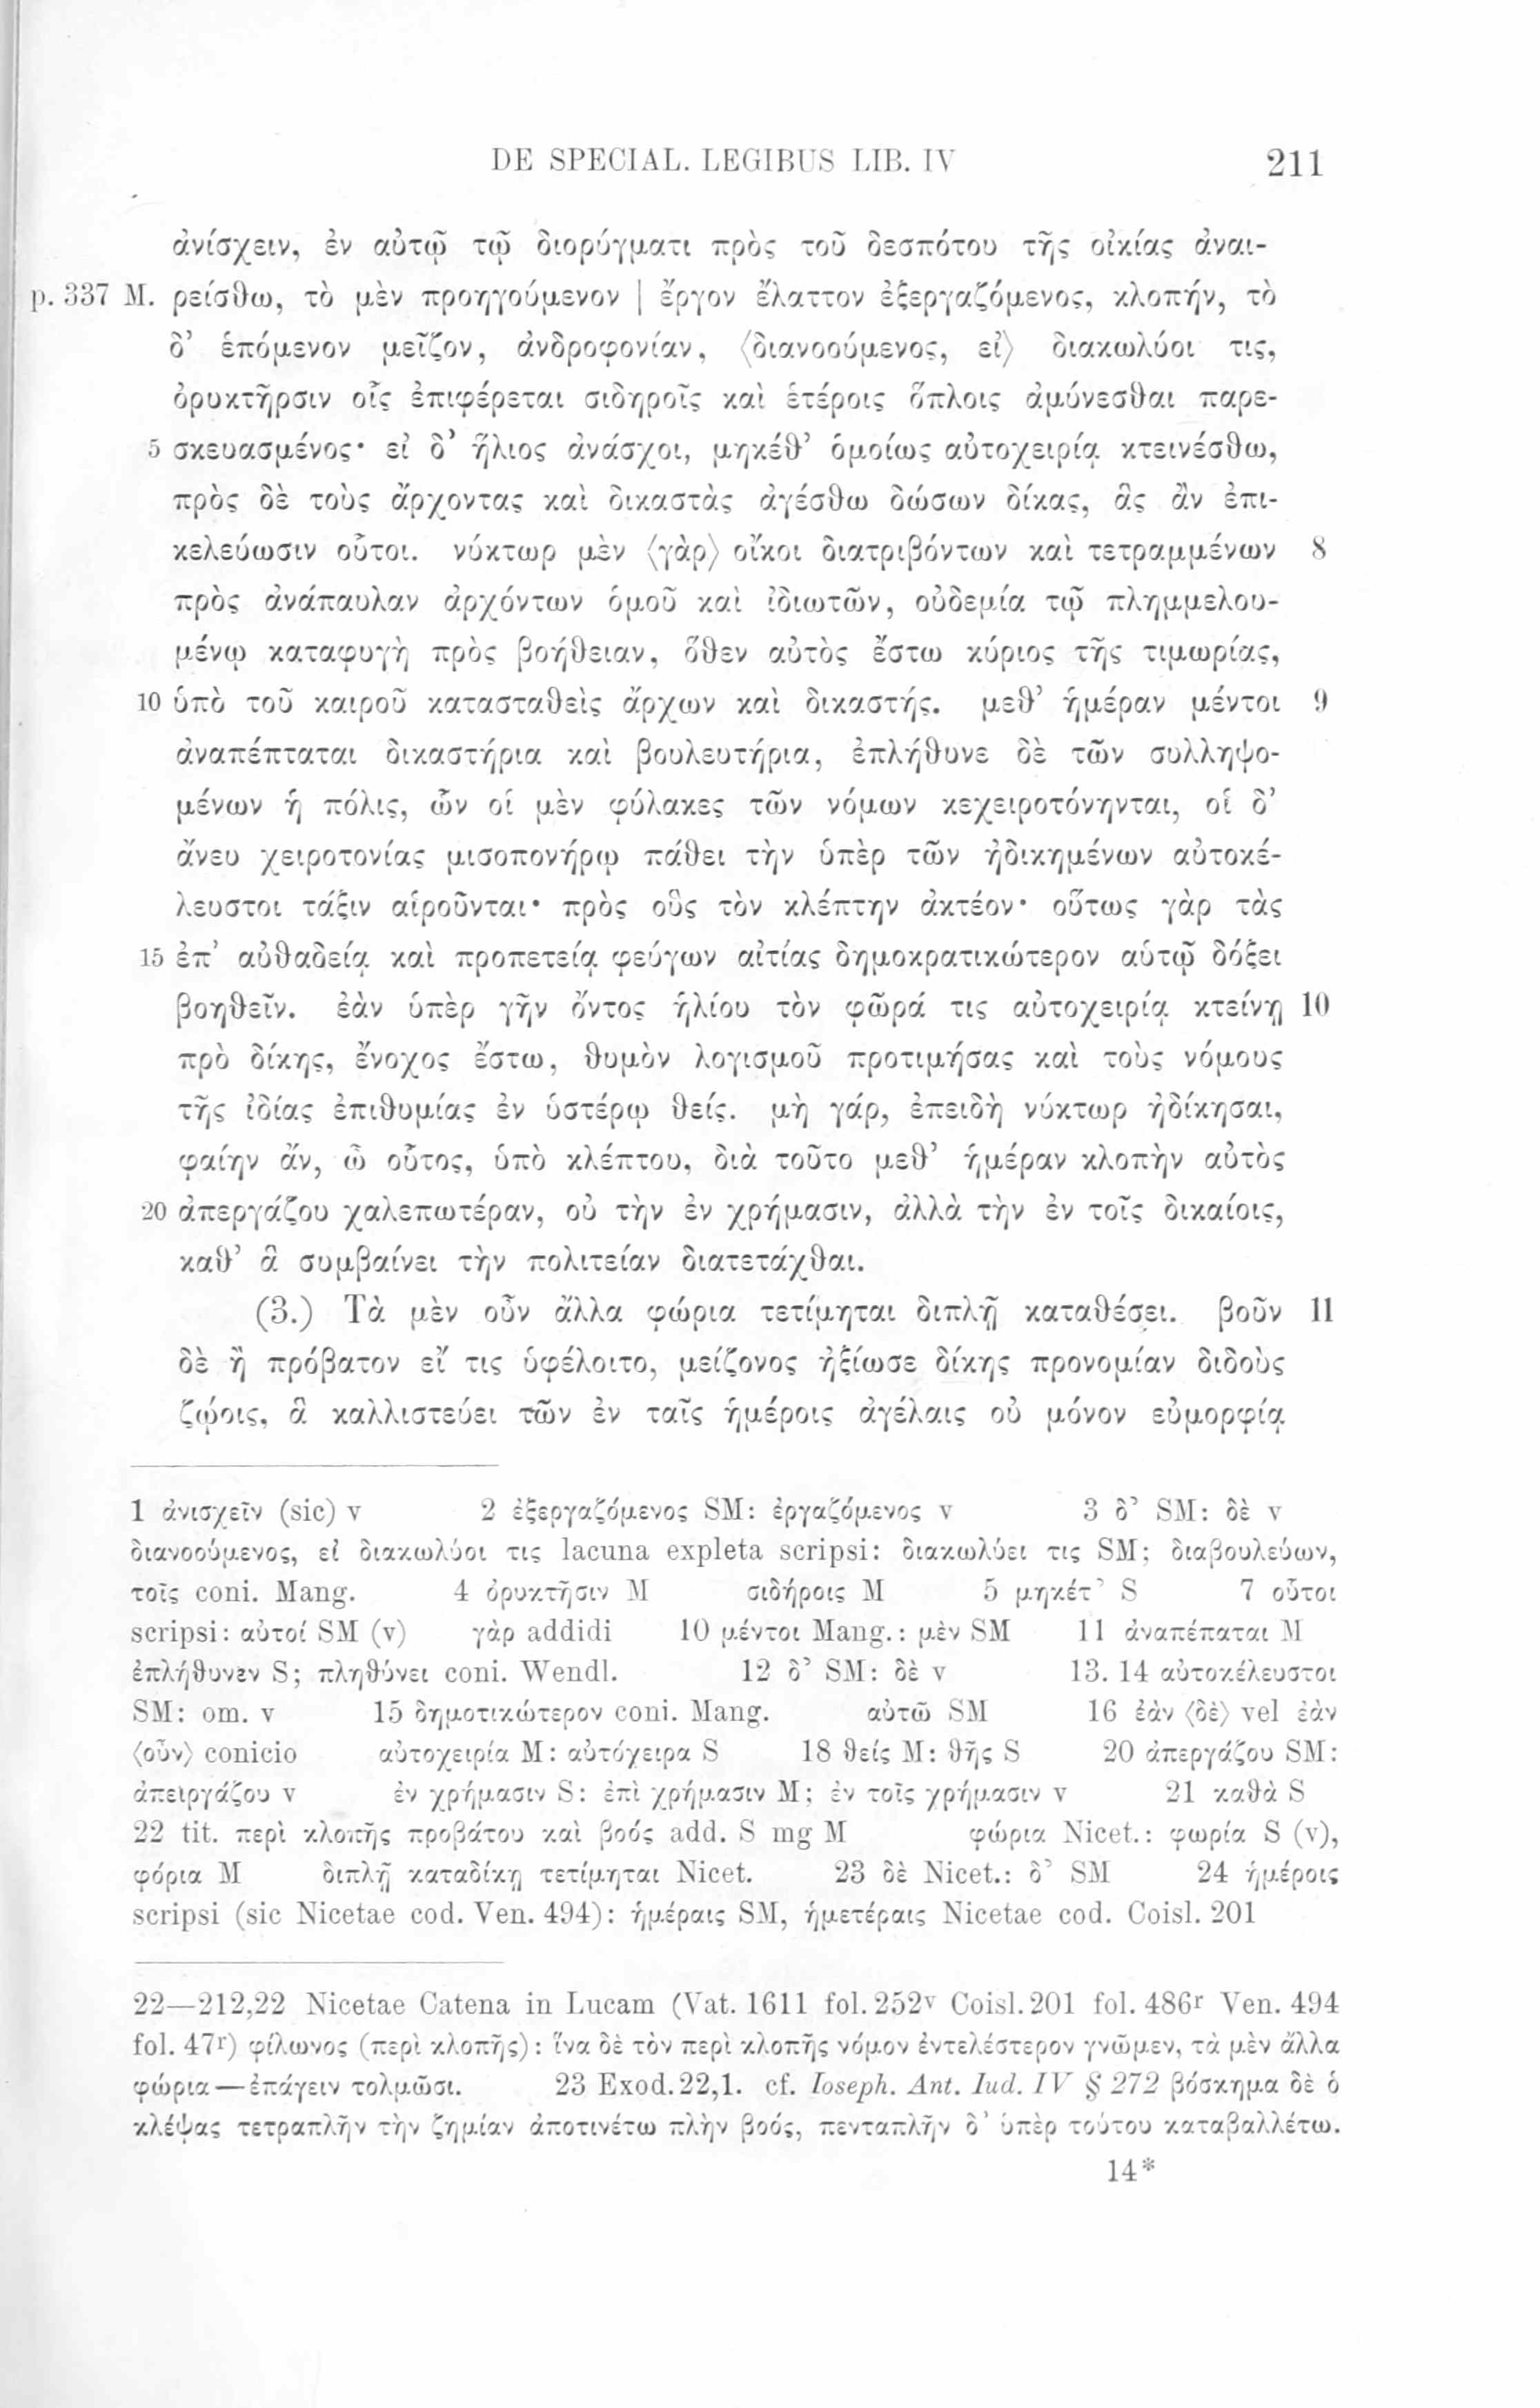 DE SPECIAL. LEGIBUS LIB. IV 211
ἀνίσχειν, ἐν αὐτῷ τῷ διορύγματι πρὸς τοῦ δεσπότου τῆς οἰκίας ἀναι-
p. 337 M. ρείσθω, τὸ μὲν προηγούμενον | ἔργον ἔλαττον ἐξεργαζόμενος, κλοπήν, τὸ
δ’ ἑπόμενον μεῖζον, ἀνδροφονίαν, ⟨διανοούμενος, εἰ⟩ διακωλύοι τις,
ὀρυκτῆρσιν οἷς ἐπιφέρεται σιδηροῖς καὶ ἑτέροις ὅπλοις ἀμύνεσθαι παρε-
5 σκευασμένος· εἰ δ’ ἥλιος ἀνάσχοι, μηκέθ’ ὁμοίως αὐτοχειρίᾳ κτεινέσθω,
πρὸς δὲ τοὺς ἄρχοντας καὶ δικαστὰς ἀγέσθω δώσων δίκας, ἃς ἂν ἐπι-
κελεύωσιν οὗτοι. νύκτωρ μὲν ⟨γὰρ⟩ οἴκοι διατριβόντων καὶ τετραμμένων 8
πρὸς ἀνάπαυλαν ἀρχόντων ὁμοῦ καὶ ἰδιωτῶν, οὐδεμία τῷ πλημμελου-
μένῳ καταφυγὴ πρὸς βοήθειαν, ὅθεν αὐτὸς ἔστω κύριος τῆς τιμωρίας,
10 ὑπὸ τοῦ καιροῦ κατασταθεὶς ἄρχων καὶ δικαστής. μεθ’ ἡμέραν μέντοι 9
ἀναπέπταται δικαστήρια καὶ βουλευτήρια, ἐπλήθυνε δὲ τῶν συλληψο-
μένων ἡ πόλις, ὧν οἱ μὲν φύλακες τῶν νόμων κεχειροτόνηνται, οἱ δ’
ἄνευ χειροτονίας μισοπονήρῳ πάθει τὴν ὑπὲρ τῶν ἠδικημένων αὐτοκέ-
λευστοι τάξιν αἱροῦνται· πρὸς οὓς τὸν κλέπτην ἀκτέον· οὕτως γὰρ τὰς
15 ἐπ’ αὐθαδείᾳ καὶ προπετείᾳ φεύγων αἰτίας δημοκρατικώτερον αὑτῷ δόξει
βοηθεῖν. ἐὰν ὑπὲρ γῆν ὄντος ἡλίου τὸν φῶρά τις αὐτοχειρίᾳ κτείνῃ 10
πρὸ δίκης, ἔνοχος ἔστω, θυμὸν λογισμοῦ προτιμήσας καὶ τοὺς νόμους
τῆς ἰδίας ἐπιθυμίας ἐν ὑστέρῳ θείς. μὴ γάρ, ἐπειδὴ νύκτωρ ἠδίκησαι,
φαίην ἄν, ὦ οὗτος, ὑπὸ κλέπτου, διὰ τοῦτο μεθ’ ἡμέραν κλοπὴν αὐτὸς
20 ἀπεργάζου χαλεπωτέραν, οὐ τὴν ἐν χρήμασιν, ἀλλὰ τὴν ἐν τοῖς δικαίοις,
καθ’ ἃ συμβαίνει τὴν πολιτείαν διατετάχθαι.
(3.) Τὰ μὲν οὖν ἄλλα φώρια τετίμηται διπλῇ καταθέσει. βοῦν 11
δὲ ἢ πρόβατον εἴ τις ὑφέλοιτο, μείζονος ἠξίωσε δίκης προνομίαν διδοὺς
ζῴοις, ἃ καλλιστεύει τῶν ἐν ταῖς ἡμέροις ἀγέλαις οὐ μόνον εὐμορφίᾳ
1 ἀνισχεῖν (sic) v 2 ἐξεργαζόμενος SM: ἐργαζόμενος v 3 δ’ SM: δὲ v
διανοούμενος, εἰ διακωλύοι τις lacuna expleta scripsi: διακωλύει τις SM; διαβουλεύων,
τοῖς coni. Mang. 4 ὀρυκτῆσιν M σιδήροις M 5 μηκέτ’ S 7 οὗτοι
scripsi: αὐτοί SM (v) γὰρ addidi 10 μέντοι Mang.: μὲν SM 11 ἀναπέπαται M
ἐπλήθυνεν S; πληθύνει coni. Wendl. 12 δ’ SM: δὲ v 13. 14 αὐτοκέλευστοι
SM: om. v 15 δημοτικώτερον coni. Mang. αὐτῶ SM 16 ἐὰν ⟨δὲ⟩ vel ἐὰν
⟨οὖν⟩ conicio αὐτοχειρία M: αὐτόχειρα S 18 θείς M: θῆς S 20 ἀπεργάζου SM:
ἀπειργάζου v ἐν χρήμασιν S: ἐπὶ χρήμασιν M; ἐν τοῖς χρήμασιν v 21 καθὰ S
22 tit. περὶ κλοπῆς προβάτου καὶ βοός add. S mg M φώρια Nicet.: φωρία S (v),
φόρια M διπλῇ καταδίκῃ τετίμηται Nicet. 23 δὲ Nicet.: δ’ SM 24 ἡμέροις
scripsi (sic Nicetae cod. Ven. 494): ἡμέραις SM, ἡμετέραις Nicetae cod. Coisl. 201
22—212,22 Nicetae Catena in Lucam (Vat. 1611 fol. 252v Coisl. 201 fol. 486r Ven. 494
fol. 47r) φίλωνος (περὶ κλοπῆς): ἵνα δὲ τὸν περὶ κλοπῆς νόμον ἐντελέστερον γνῶμεν, τὰ μὲν ἄλλα
φώρια — ἐπάγειν τολμῶσι. 23 Exod. 22,1. cf. Ioseph. Ant. Iud. IV § 272 βόσκημα δὲ ὁ
κλέψας τετραπλῆν τὴν ζημίαν ἀποτινέτω πλὴν βοός, πενταπλῆν δ’ ὑπὲρ τούτου καταβαλλέτω.
14*